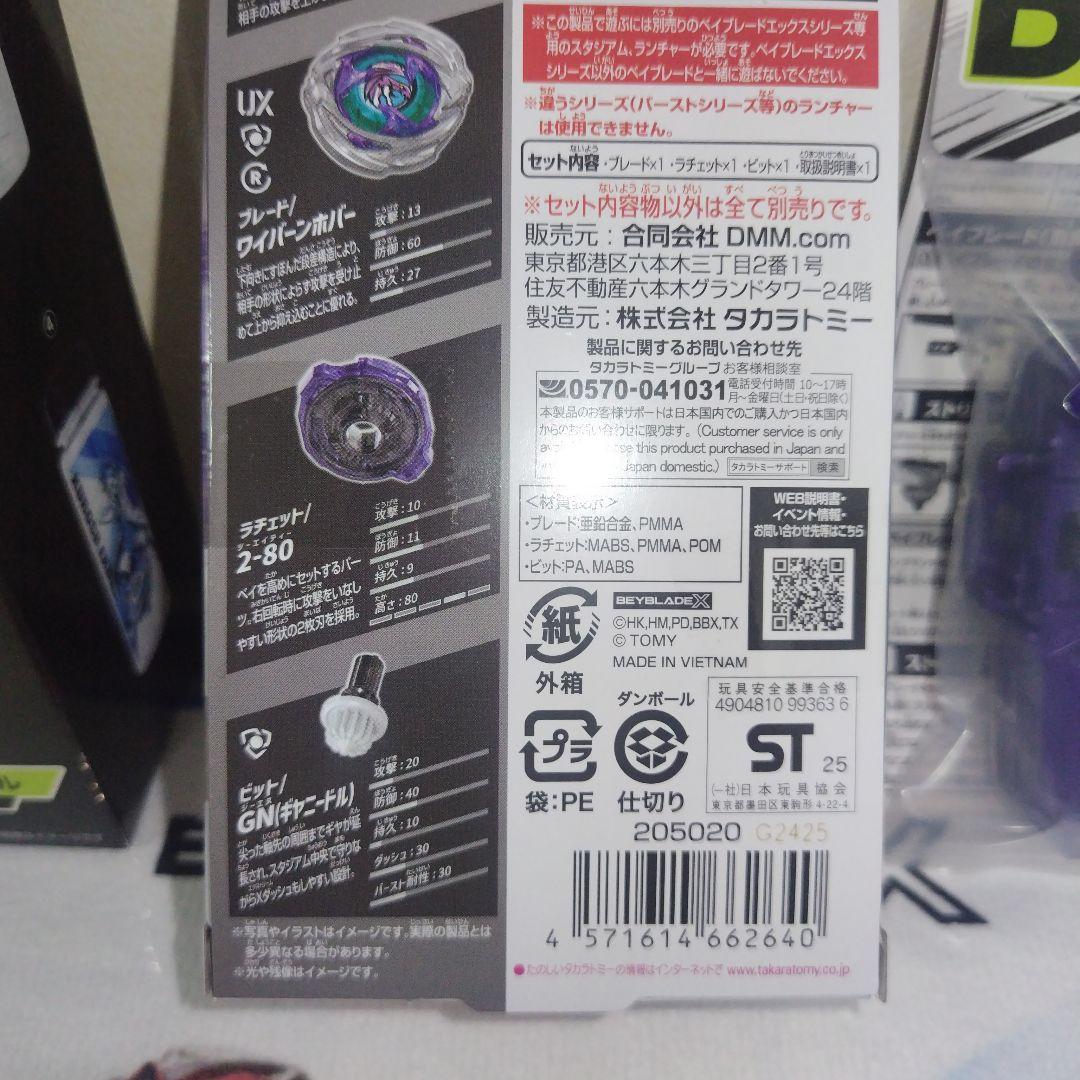 相手の攻撃を上か
UX
R
ブレード/
ワイバーンホバー
下向きにすぼんだ段差構造により、
相手の形状によらず攻撃を受け止
めて上から抑え込むことに優れる。
攻撃:13
防御:60
持久:27
ラチェット/
2-80
ベイを高めにセットするパー
ツ。右回転時に攻撃をいなし
やすい形状の2枚刃を採用。
攻撃:10
防御:11
持久:9
高さ:80
ビット/
GN(ギヤニードル)
尖った軸先の周囲までギヤが延
長され、スタジアム中央で守りな
がらXダッシュもしやすい設計。
攻撃:20
防御:40
持久:10
ダッシュ:30
バースト耐性:30
※写真やイラストはイメージです。実際の製品とは
多少異なる場合があります。
※光や残像はイメージです。
※この製品で遊ぶには別売りのベイブレードエックスシリーズ専
用のスタジアム、ランチャーが必要です。ベイブレードエックス
シリーズ以外のベイブレードと一緒に遊ばないでください。
※違うシリーズ(バーストシリーズ等)のランチャー
は使用できません。
セット内容 ・ブレード×1 ・ラチェット×1 ・ビット×1 ・取扱説明書×1
※セット内容物以外は全て別売りです。
販売元:合同会社 DMM.com
東京都港区六本木三丁目2番1号
住友不動産六本木グランドタワー24階
製造元:株式会社 タカラトミー
製品に関するお問い合わせ先
タカラトミーグループ お客様相談室
0570-041031 電話受付時間 10〜17時
月〜金曜日(土日・祝日除く)
本製品のお客様サポートは日本国内でのご購入かつ日本国内
からのお問い合わせに限ります。(Customer service is only
this product purchased in Japan and
Japan domestic.) タカラトミーサポート 検索
<材質表示>
・ブレード:亜鉛合金、PMMA
・ラチェット:MABS、PMMA、POM
・ビット:PA、MABS
WEB説明書・
イベント情報・
お問い合わせ先等はこちら
紙
外箱
BEYBLADE X
©HK,HM,PD,BBX,TX
© TOMY
MADE IN VIETNAM
プラ
袋:PE
ダンボール
仕切り
玩具安全基準合格
4904810 99363 6
ST 25
(一社)日本玩具協会
東京都墨田区東駒形4-22-4
205020 G2425
4 571614 662640
●たのしいタカラトミーの情報はインターネットで www.takaratomy.co.jp